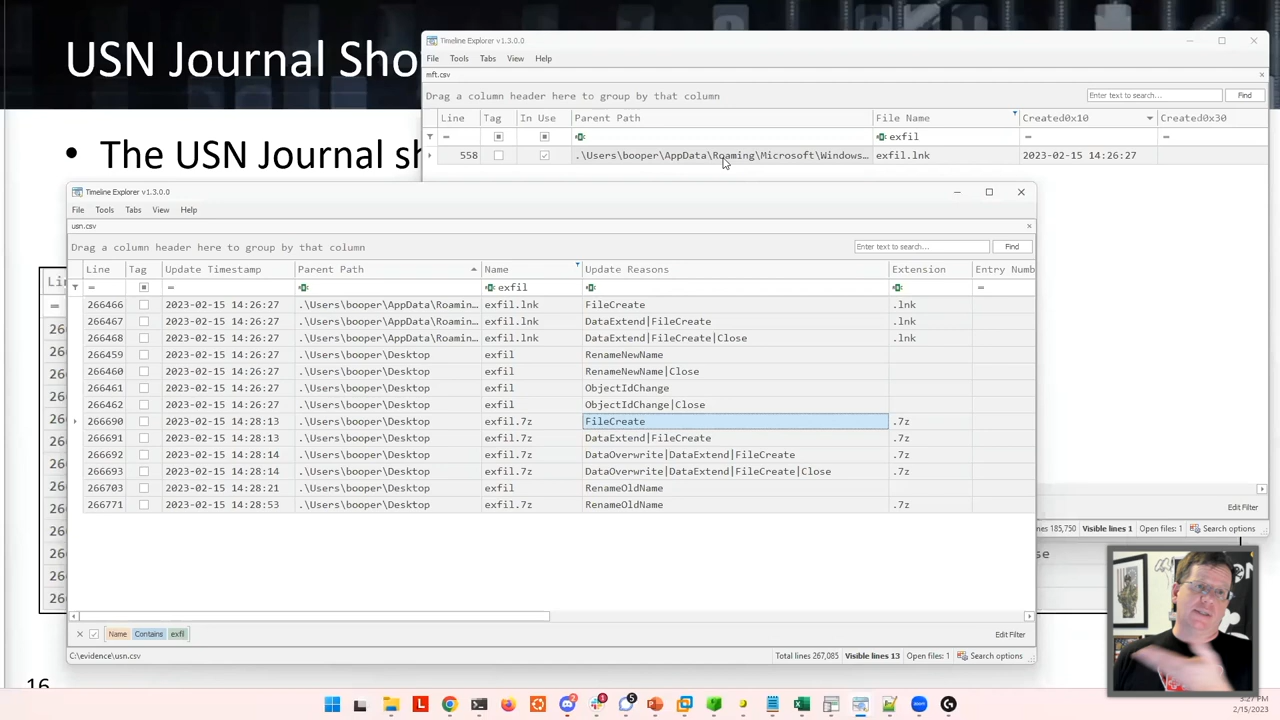 USN Journal Sho
• The USN Journal sh
Timeline Explorer v1.3.0.0
File Tools Tabs View Help
mft.csv
Drag a column header here to group by that column
Enter text to search... Find
Line Tag In Use Parent Path File Name Created0x10 Created0x30
= exfil = =
558 .\Users\booper\AppData\Roaming\Microsoft\Windows… exfil.lnk 2023-02-15 14:26:27
Timeline Explorer v1.3.0.0
File Tools Tabs View Help
usn.csv
Drag a column header here to group by that column
Enter text to search... Find
Line Tag Update Timestamp Parent Path Name Update Reasons Extension Entry Numb
= = exfil =
266466 2023-02-15 14:26:27 .\Users\booper\AppData\Roamin… exfil.lnk FileCreate .lnk
266467 2023-02-15 14:26:27 .\Users\booper\AppData\Roamin… exfil.lnk DataExtend|FileCreate .lnk
266468 2023-02-15 14:26:27 .\Users\booper\AppData\Roamin… exfil.lnk DataExtend|FileCreate|Close .lnk
266459 2023-02-15 14:26:27 .\Users\booper\Desktop exfil RenameNewName
266460 2023-02-15 14:26:27 .\Users\booper\Desktop exfil RenameNewName|Close
266461 2023-02-15 14:26:27 .\Users\booper\Desktop exfil ObjectIdChange
266462 2023-02-15 14:26:27 .\Users\booper\Desktop exfil ObjectIdChange|Close
266690 2023-02-15 14:28:13 .\Users\booper\Desktop exfil.7z FileCreate .7z
266691 2023-02-15 14:28:13 .\Users\booper\Desktop exfil.7z DataExtend|FileCreate .7z
266692 2023-02-15 14:28:14 .\Users\booper\Desktop exfil.7z DataOverwrite|DataExtend|FileCreate .7z
266693 2023-02-15 14:28:14 .\Users\booper\Desktop exfil.7z DataOverwrite|DataExtend|FileCreate|Close .7z
266703 2023-02-15 14:28:21 .\Users\booper\Desktop exfil RenameOldName
266771 2023-02-15 14:28:53 .\Users\booper\Desktop exfil.7z RenameOldName .7z
Edit Filter
nes 185,750 Visible lines 1 Open files: 1 Search options
Name Contains exfil Edit Filter
C:\evidence\usn.csv Total lines 267,085 Visible lines 13 Open files: 1 Search options
16
3:27 PM
2/15/2023